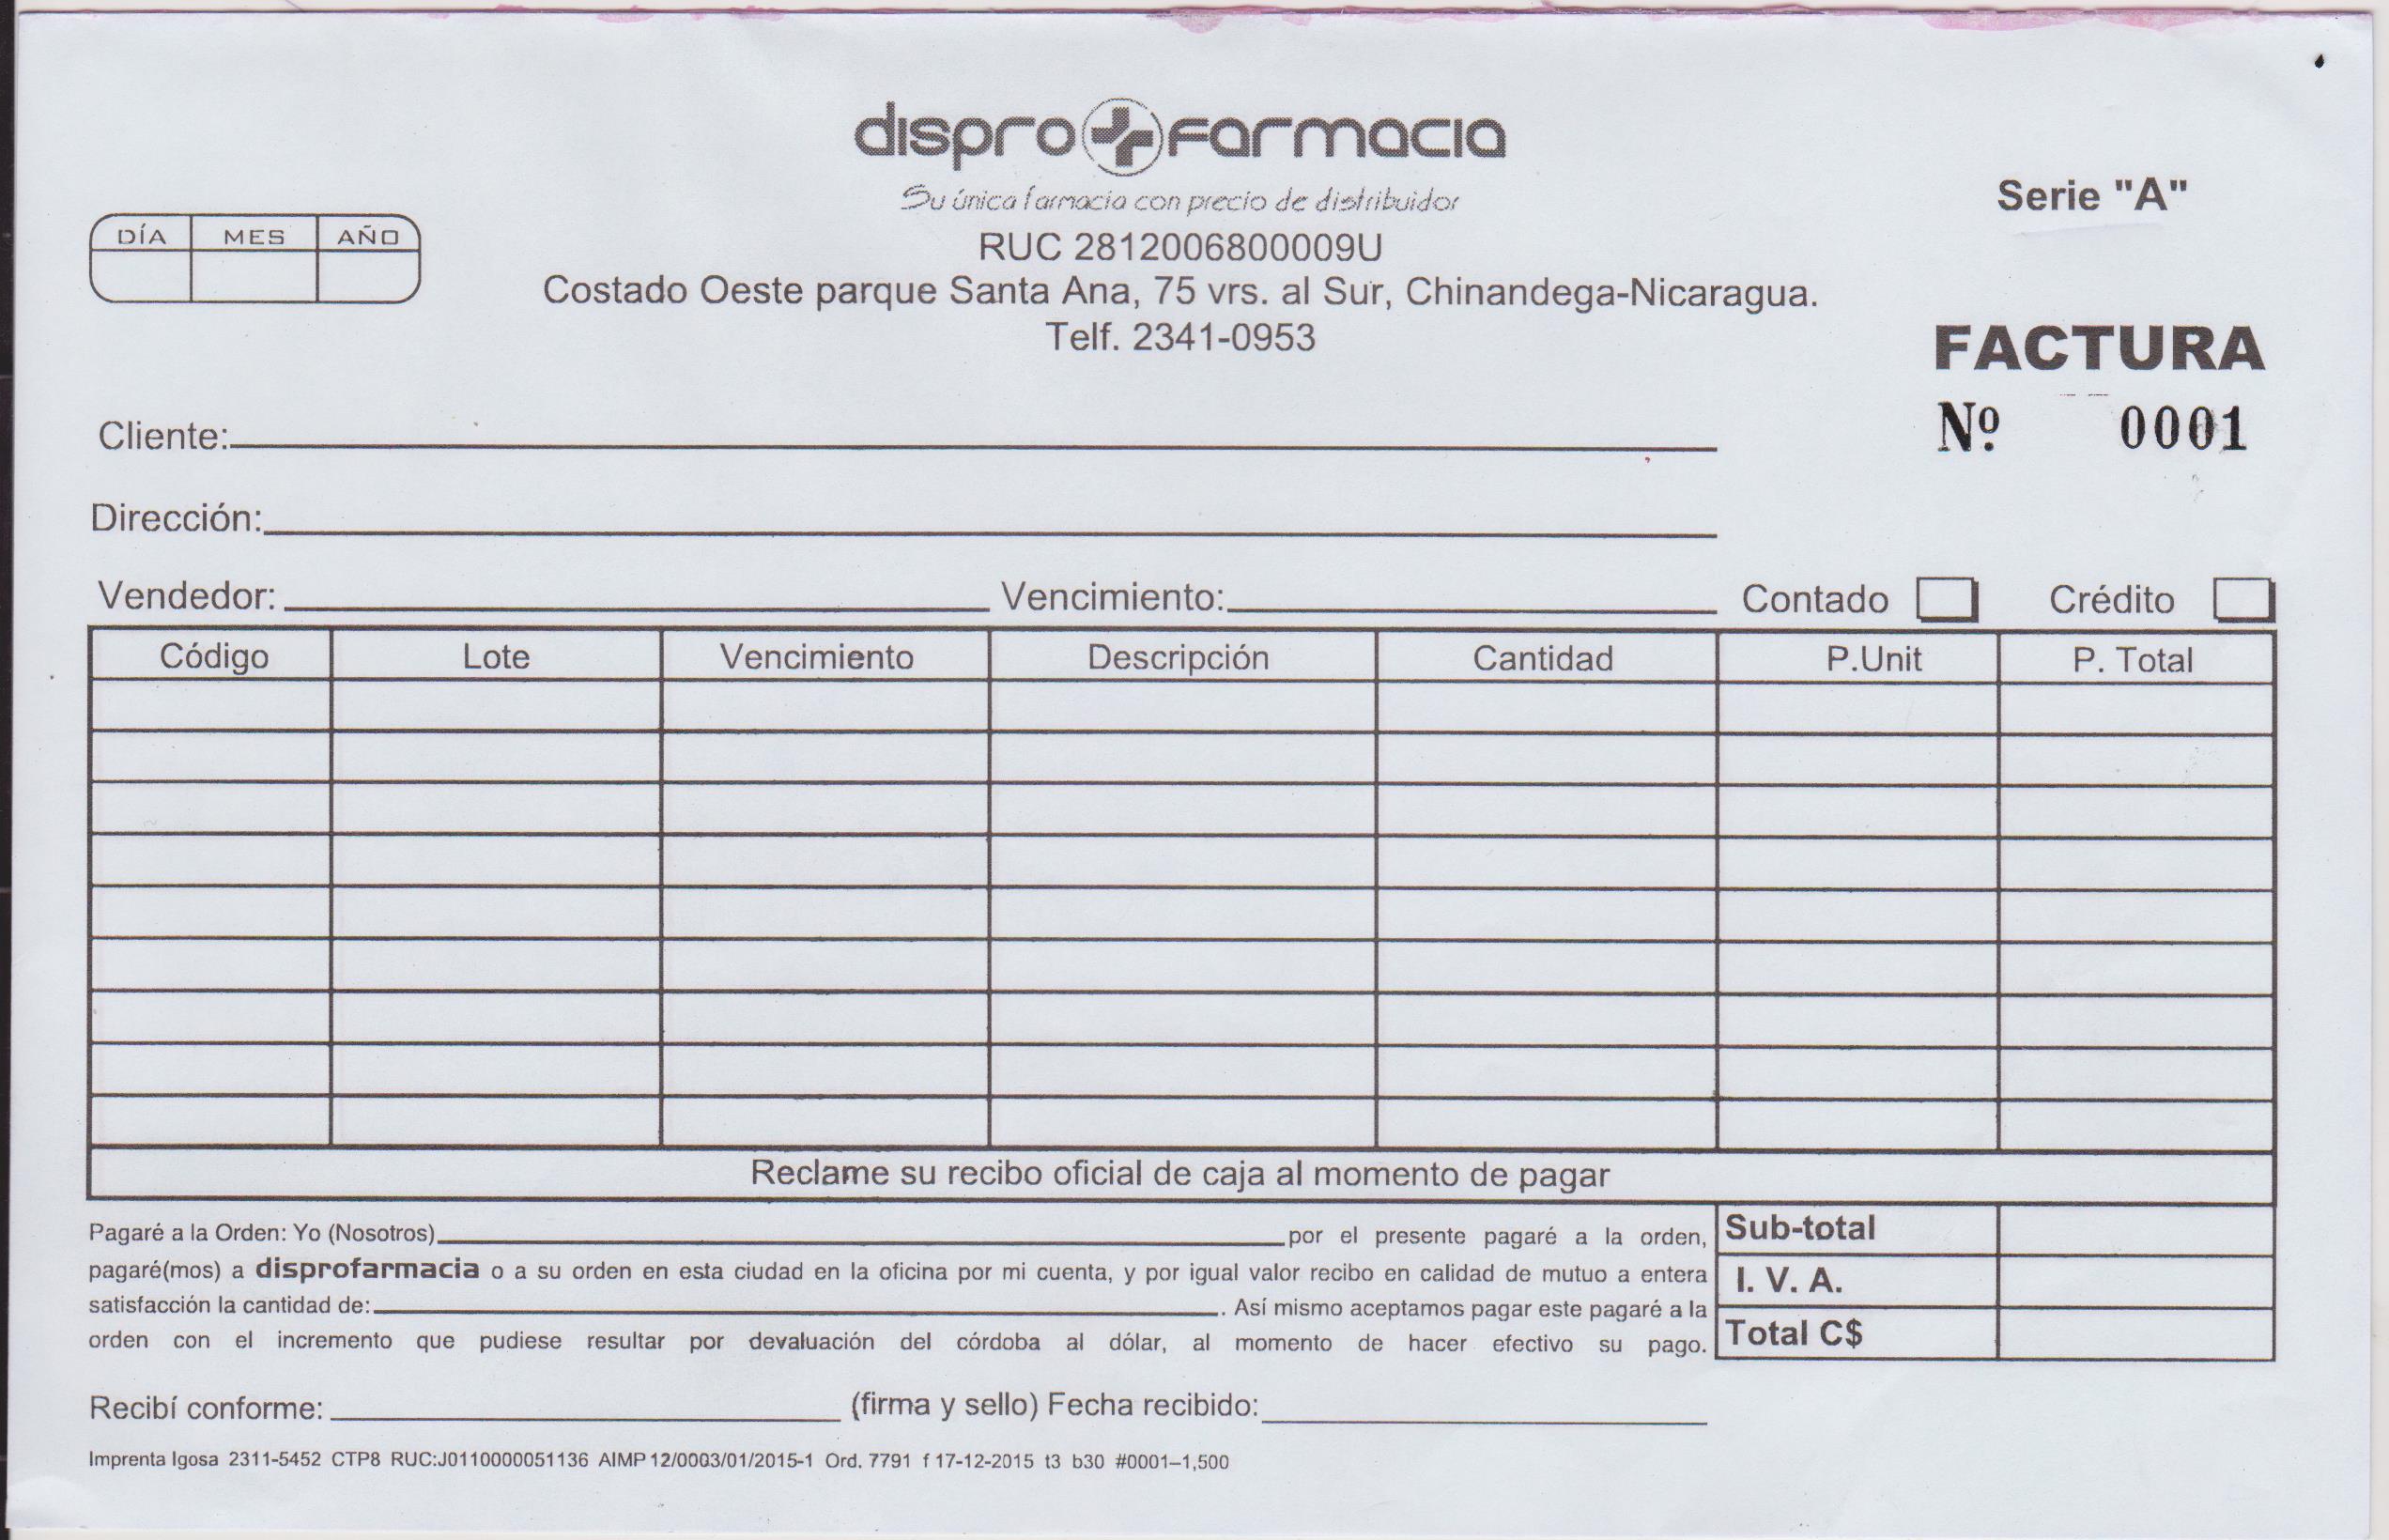 dispro farmacia
Su única farmacia con precio de distribuidor
Serie "A"
DÍA MES AÑO
RUC 2812006800009U
Costado Oeste parque Santa Ana, 75 vrs. al Sur, Chinandega-Nicaragua.
Telf. 2341-0953
FACTURA
Nº 0001
Cliente:
Dirección:
Vendedor: Vencimiento: Contado Crédito
Código Lote Vencimiento Descripción Cantidad P.Unit P. Total
Reclame su recibo oficial de caja al momento de pagar
Pagaré a la Orden: Yo (Nosotros) por el presente pagaré a la orden,
pagaré(mos) a disprofarmacia o a su orden en esta ciudad en la oficina por mi cuenta, y por igual valor recibo en calidad de mutuo a entera
satisfacción la cantidad de: . Así mismo aceptamos pagar este pagaré a la
orden con el incremento que pudiese resultar por devaluación del córdoba al dólar, al momento de hacer efectivo su pago.
Sub-total
I. V. A.
Total C$
Recibí conforme: (firma y sello) Fecha recibido:
Imprenta Igosa 2311-5452 CTP8 RUC:J0110000051136 AIMP 12/0003/01/2015-1 Ord. 7791 f 17-12-2015 t3 b30 #0001–1,500